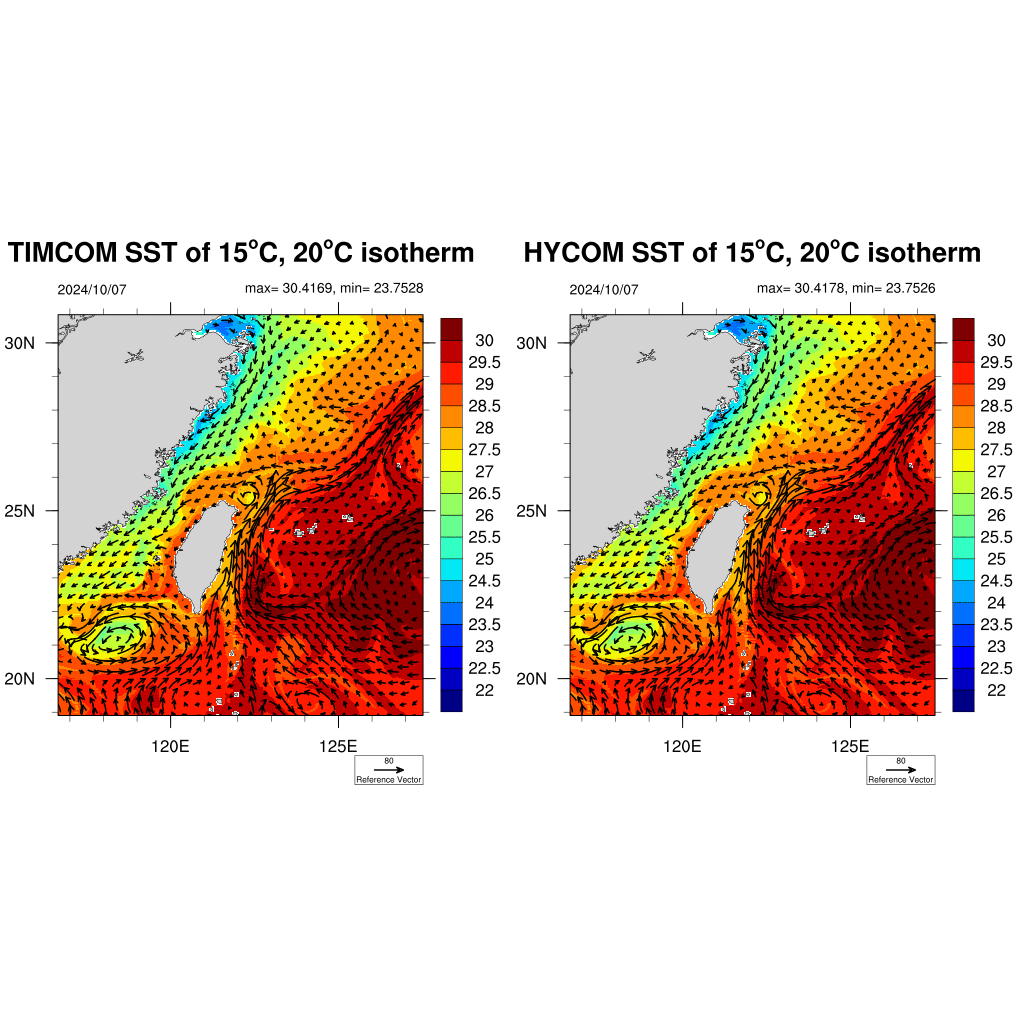 TIMCOM SST of 15°C, 20°C isotherm
2024/10/07
max= 30.4169, min= 23.7528
30N
25N
20N
120E
125E
30
29.5
29
28.5
28
27.5
27
26.5
26
25.5
25
24.5
24
23.5
23
22.5
22
80
Reference Vector
HYCOM SST of 15°C, 20°C isotherm
2024/10/07
max= 30.4178, min= 23.7526
30N
25N
20N
120E
125E
30
29.5
29
28.5
28
27.5
27
26.5
26
25.5
25
24.5
24
23.5
23
22.5
22
80
Reference Vector